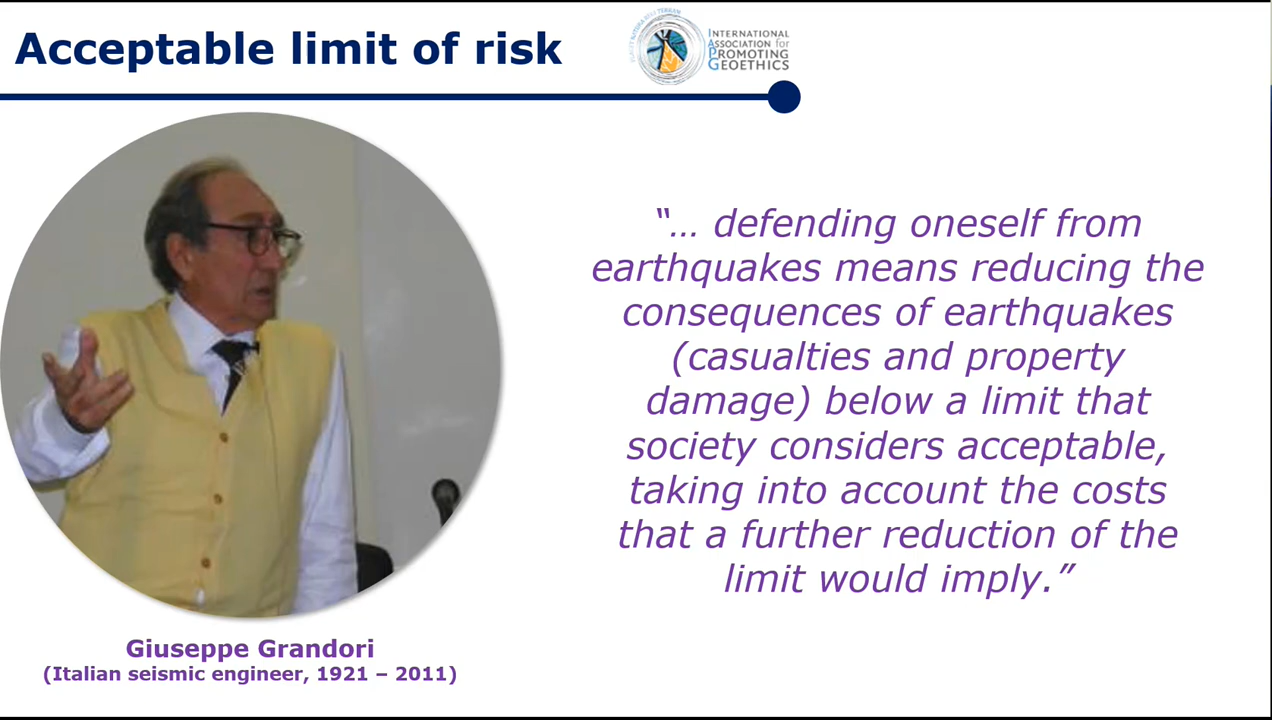 Acceptable limit of risk
INTERNATIONAL
ASSOCIATION for
PROMOTING
GEOETHICS
“… defending oneself from
earthquakes means reducing the
consequences of earthquakes
(casualties and property
damage) below a limit that
society considers acceptable,
taking into account the costs
that a further reduction of the
limit would imply.”
Giuseppe Grandori
(Italian seismic engineer, 1921 – 2011)